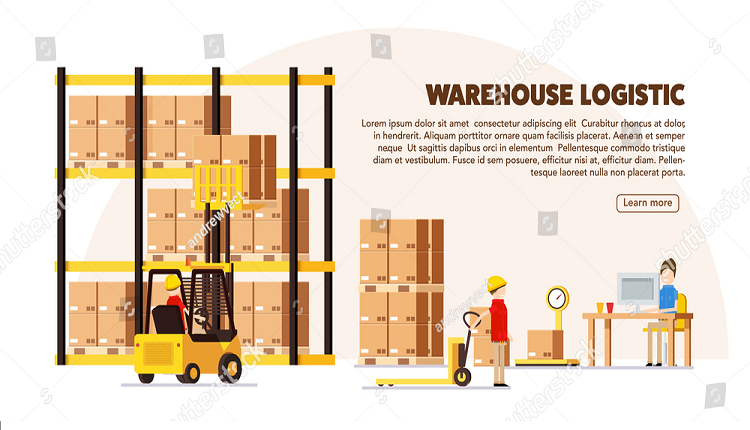 WAREHOUSE LOGISTIC
Lorem ipsum dolor sit amet consectetur adipiscing elit Curabitur rhoncus at dolor,
in hendrerit. Aliquam porttitor ornare quam facilisis placerat. Aenean et semper
neque Ut sagittis dapibus orci in elementum Pellentesque commodo tristique
diam et vestibulum. Fusce id sem posuere, efficitur nisi at, efficitur diam. Pellen-
tesque laoreet nulla non placerat porta.
Learn more
shutterstock
andrewvect